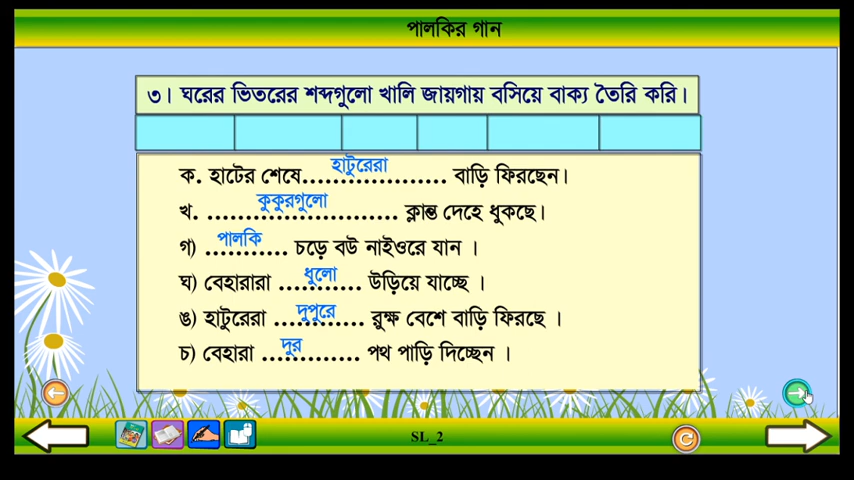 পালকির গান
৩। ঘরের ভিতরের শব্দগুলো খালি জায়গায় বসিয়ে বাক্য তৈরি করি।
ক. হাটের শেষে...হাটুরেরা... বাড়ি ফিরছেন।
খ. ...কুকুরগুলো... ক্লান্ত দেহে ধুকছে।
গ) ...পালকি... চড়ে বউ নাইওরে যান ।
ঘ) বেহারারা ...ধুলো... উড়িয়ে যাচ্ছে ।
ঙ) হাটুরেরা ...দুপুরে... রুক্ষ বেশে বাড়ি ফিরছে ।
চ) বেহারা ...দুর... পথ পাড়ি দিচ্ছেন ।
SL_2